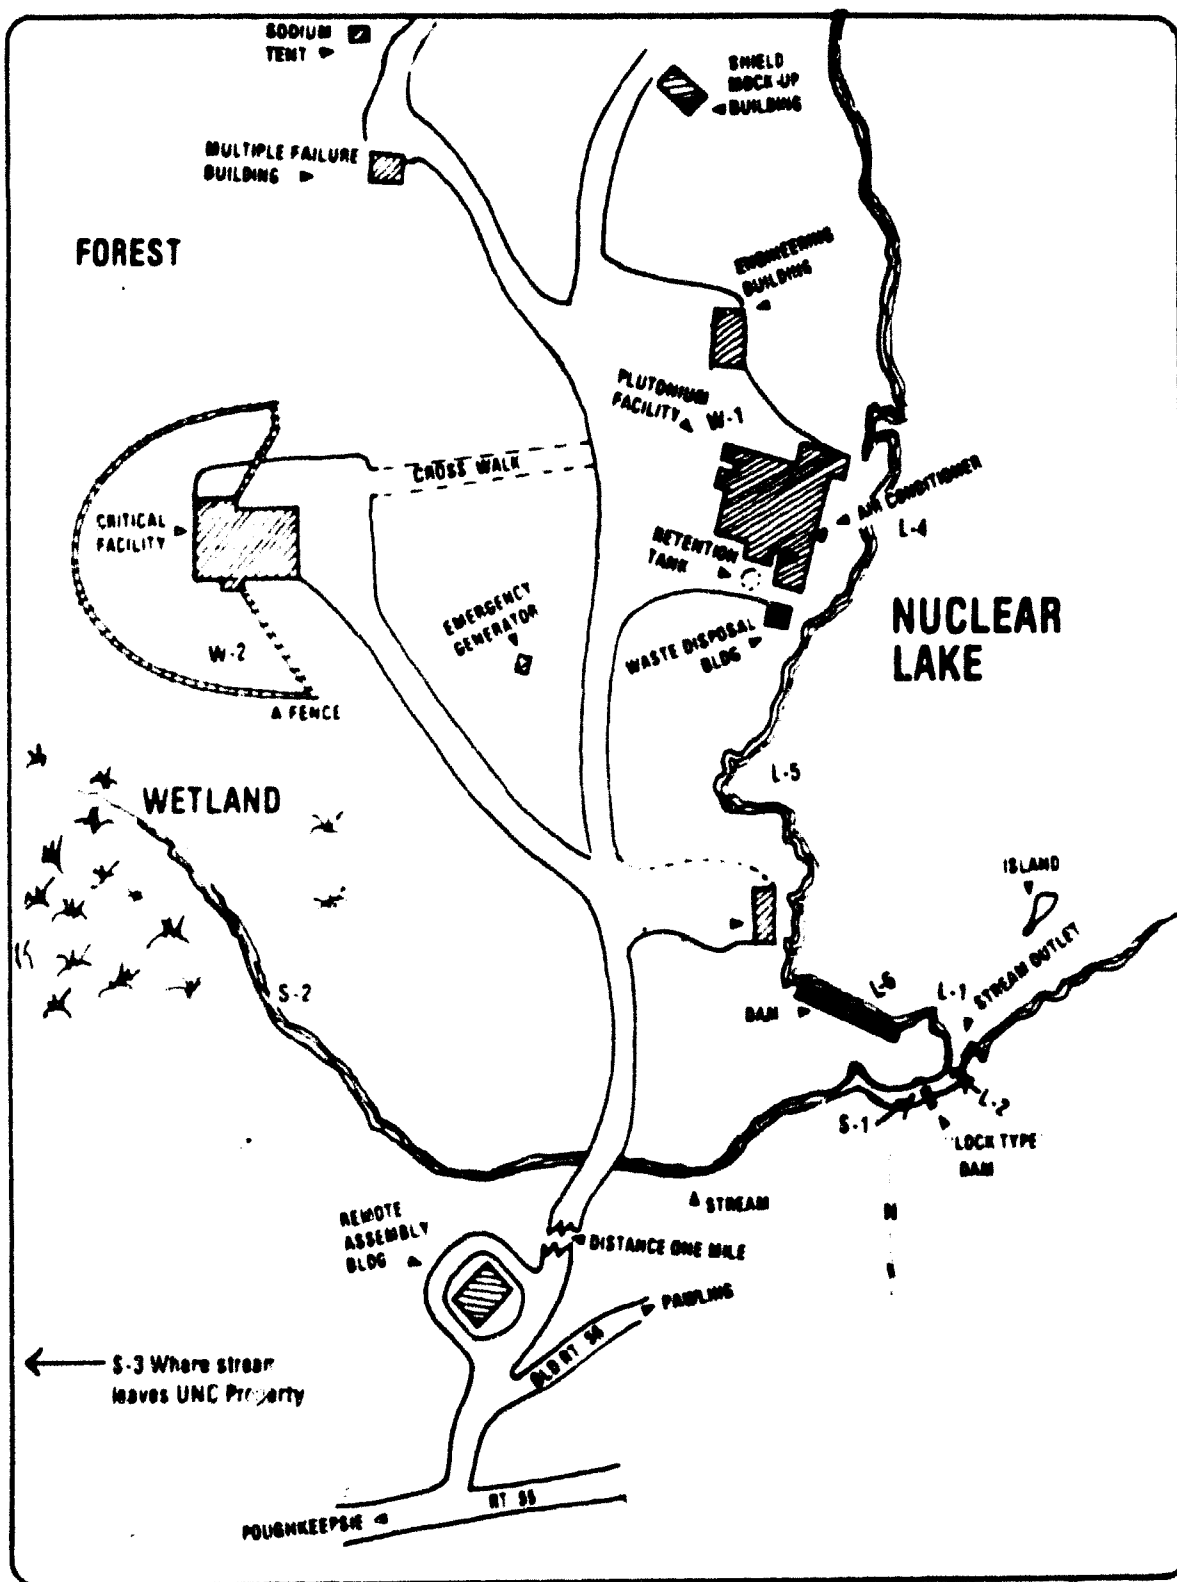 SODIUM
TENT
SHIELD
MOCK-UP
BUILDING
MULTIPLE FAILURE
BUILDING
FOREST
ENGINEERING
BUILDING
PLUTONIUM
FACILITY
W-1
CROSS WALK
AIR CONDITIONER
L-4
CRITICAL
FACILITY
RETENTION
TANK
EMERGENCY
GENERATOR
NUCLEAR
LAKE
WASTE DISPOSAL
BLDG
W-2
FENCE
L-5
WETLAND
ISLAND
STREAM OUTLET
S-2
L-6
L-1
DAM
L-2
S-1
LOCK TYPE
DAM
STREAM
N
REMOTE
ASSEMBLY
BLDG
DISTANCE ONE MILE
PAWLING
OLD RT 55
S-3 Where stream
leaves UNC Property
RT 55
POUGHKEEPSIE